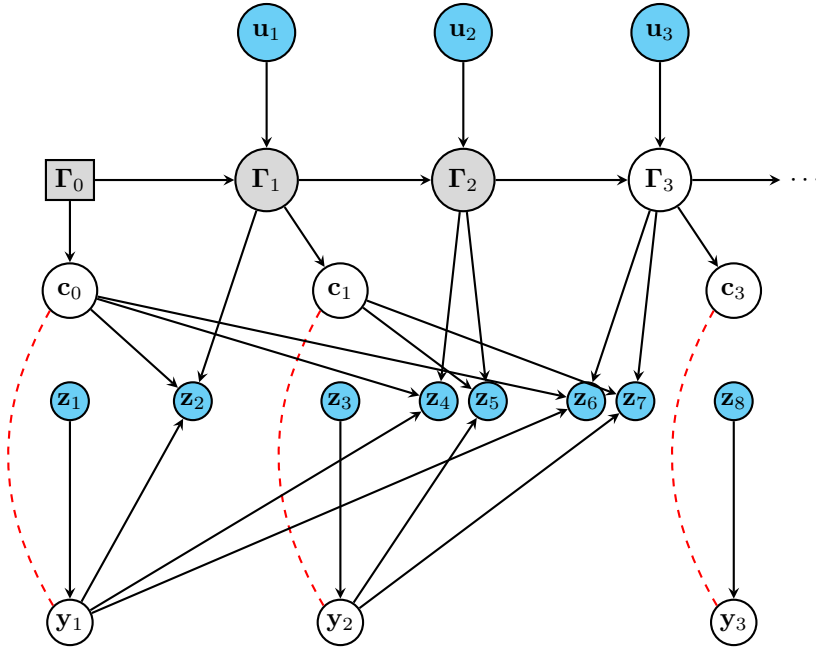 u₁ u₂ u₃
Γ₀ Γ₁ Γ₂ Γ₃ ···
c₀ c₁ c₃
z₁ z₂ z₃ z₄ z₅ z₆ z₇ z₈
y₁ y₂ y₃